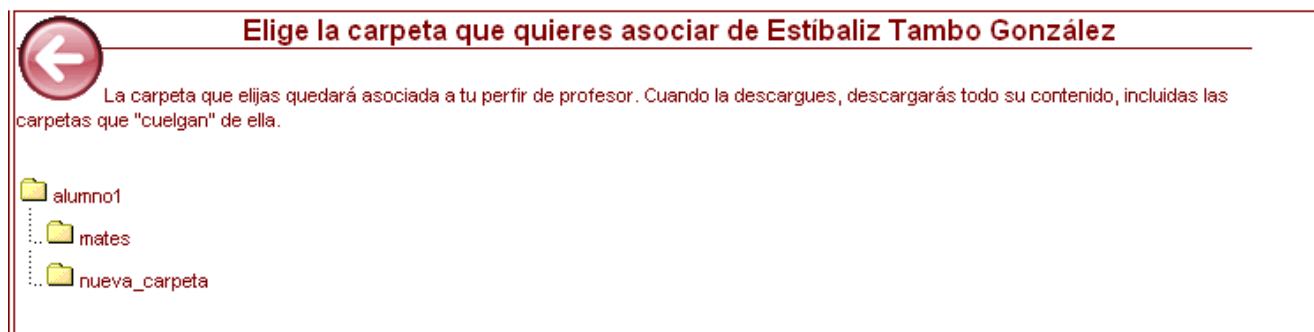 Elige la carpeta que quieres asociar de Estíbaliz Tambo González
La carpeta que elijas quedará asociada a tu perfir de profesor. Cuando la descargues, descargarás todo su contenido, incluidas las
carpetas que "cuelgan" de ella.
alumno1
mates
nueva_carpeta